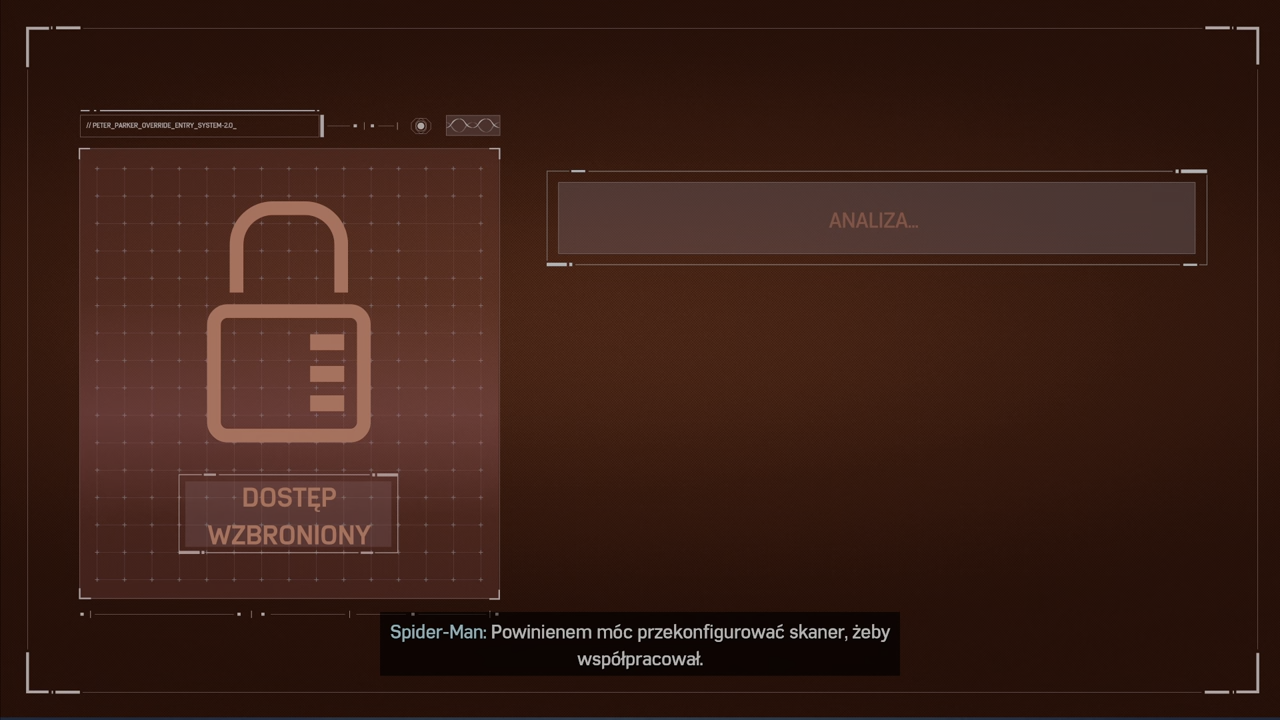 // PETER_PARKER_OVERRIDE_ENTRY_SYSTEM-2.0_
ANALIZA...
DOSTĘP
WZBRONIONY
Spider-Man: Powinienem móc przekonfigurować skaner, żeby
współpracował.